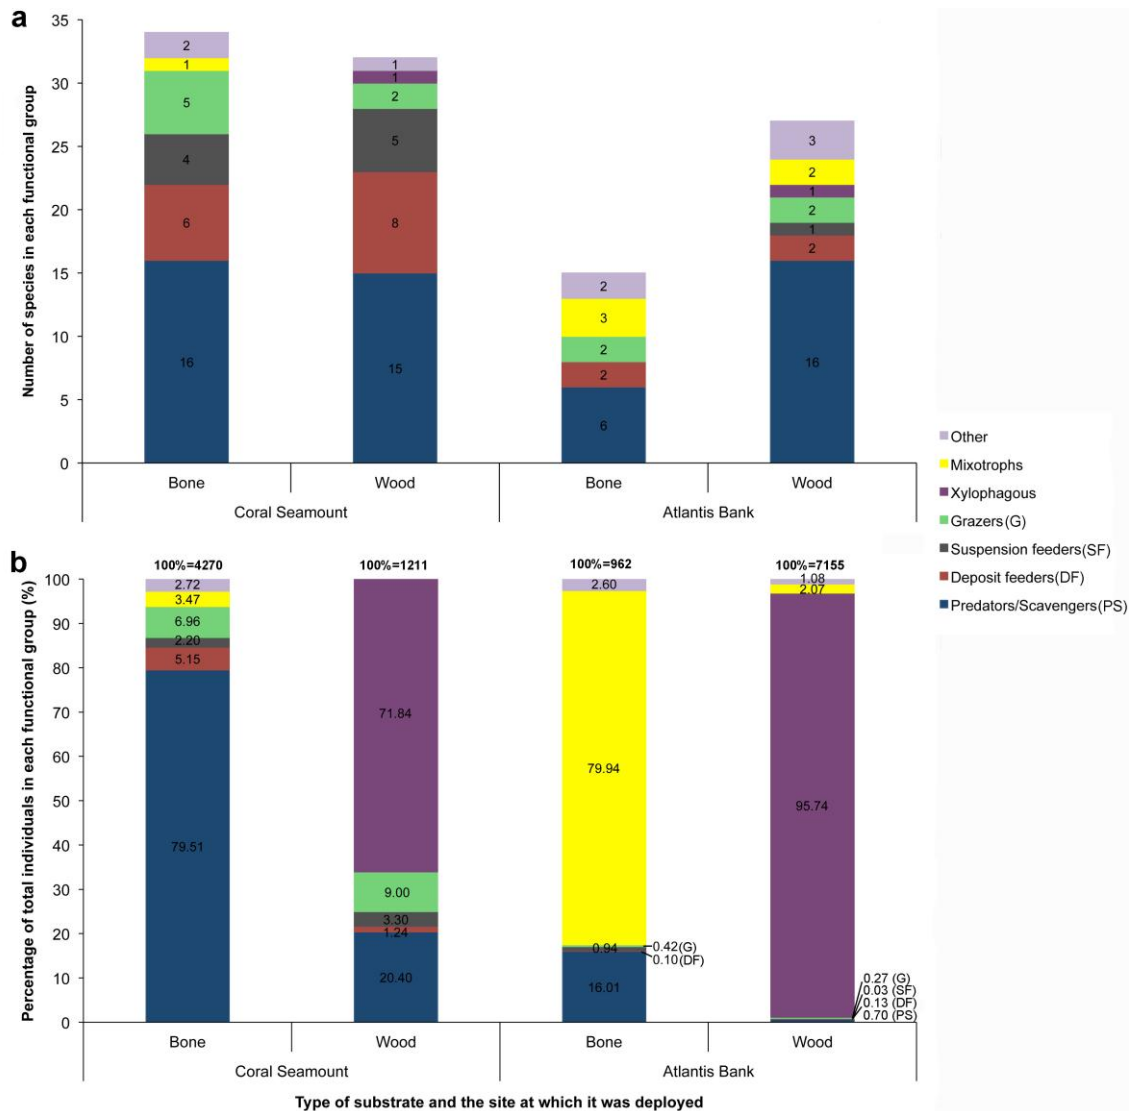 a
Number of species in each functional group
35
30
25
20
15
10
5
0
2
1
5
4
6
16
1
1
2
5
8
15
2
3
2
2
6
3
2
1
2
1
2
16
Bone
Wood
Bone
Wood
Coral Seamount
Atlantis Bank
Other
Mixotrophs
Xylophagous
Grazers(G)
Suspension feeders(SF)
Deposit feeders(DF)
Predators/Scavengers(PS)
b
Percentage of total individuals in each functional group (%)
100
90
80
70
60
50
40
30
20
10
0
100%=4270
100%=1211
100%=962
100%=7155
2.72
3.47
6.96
2.20
5.15
79.51
71.84
9.00
3.30
1.24
20.40
2.60
79.94
0.94
0.42(G)
0.10(DF)
16.01
1.08
2.07
95.74
0.27 (G)
0.03 (SF)
0.13 (DF)
0.70 (PS)
Bone
Wood
Bone
Wood
Coral Seamount
Atlantis Bank
Type of substrate and the site at which it was deployed